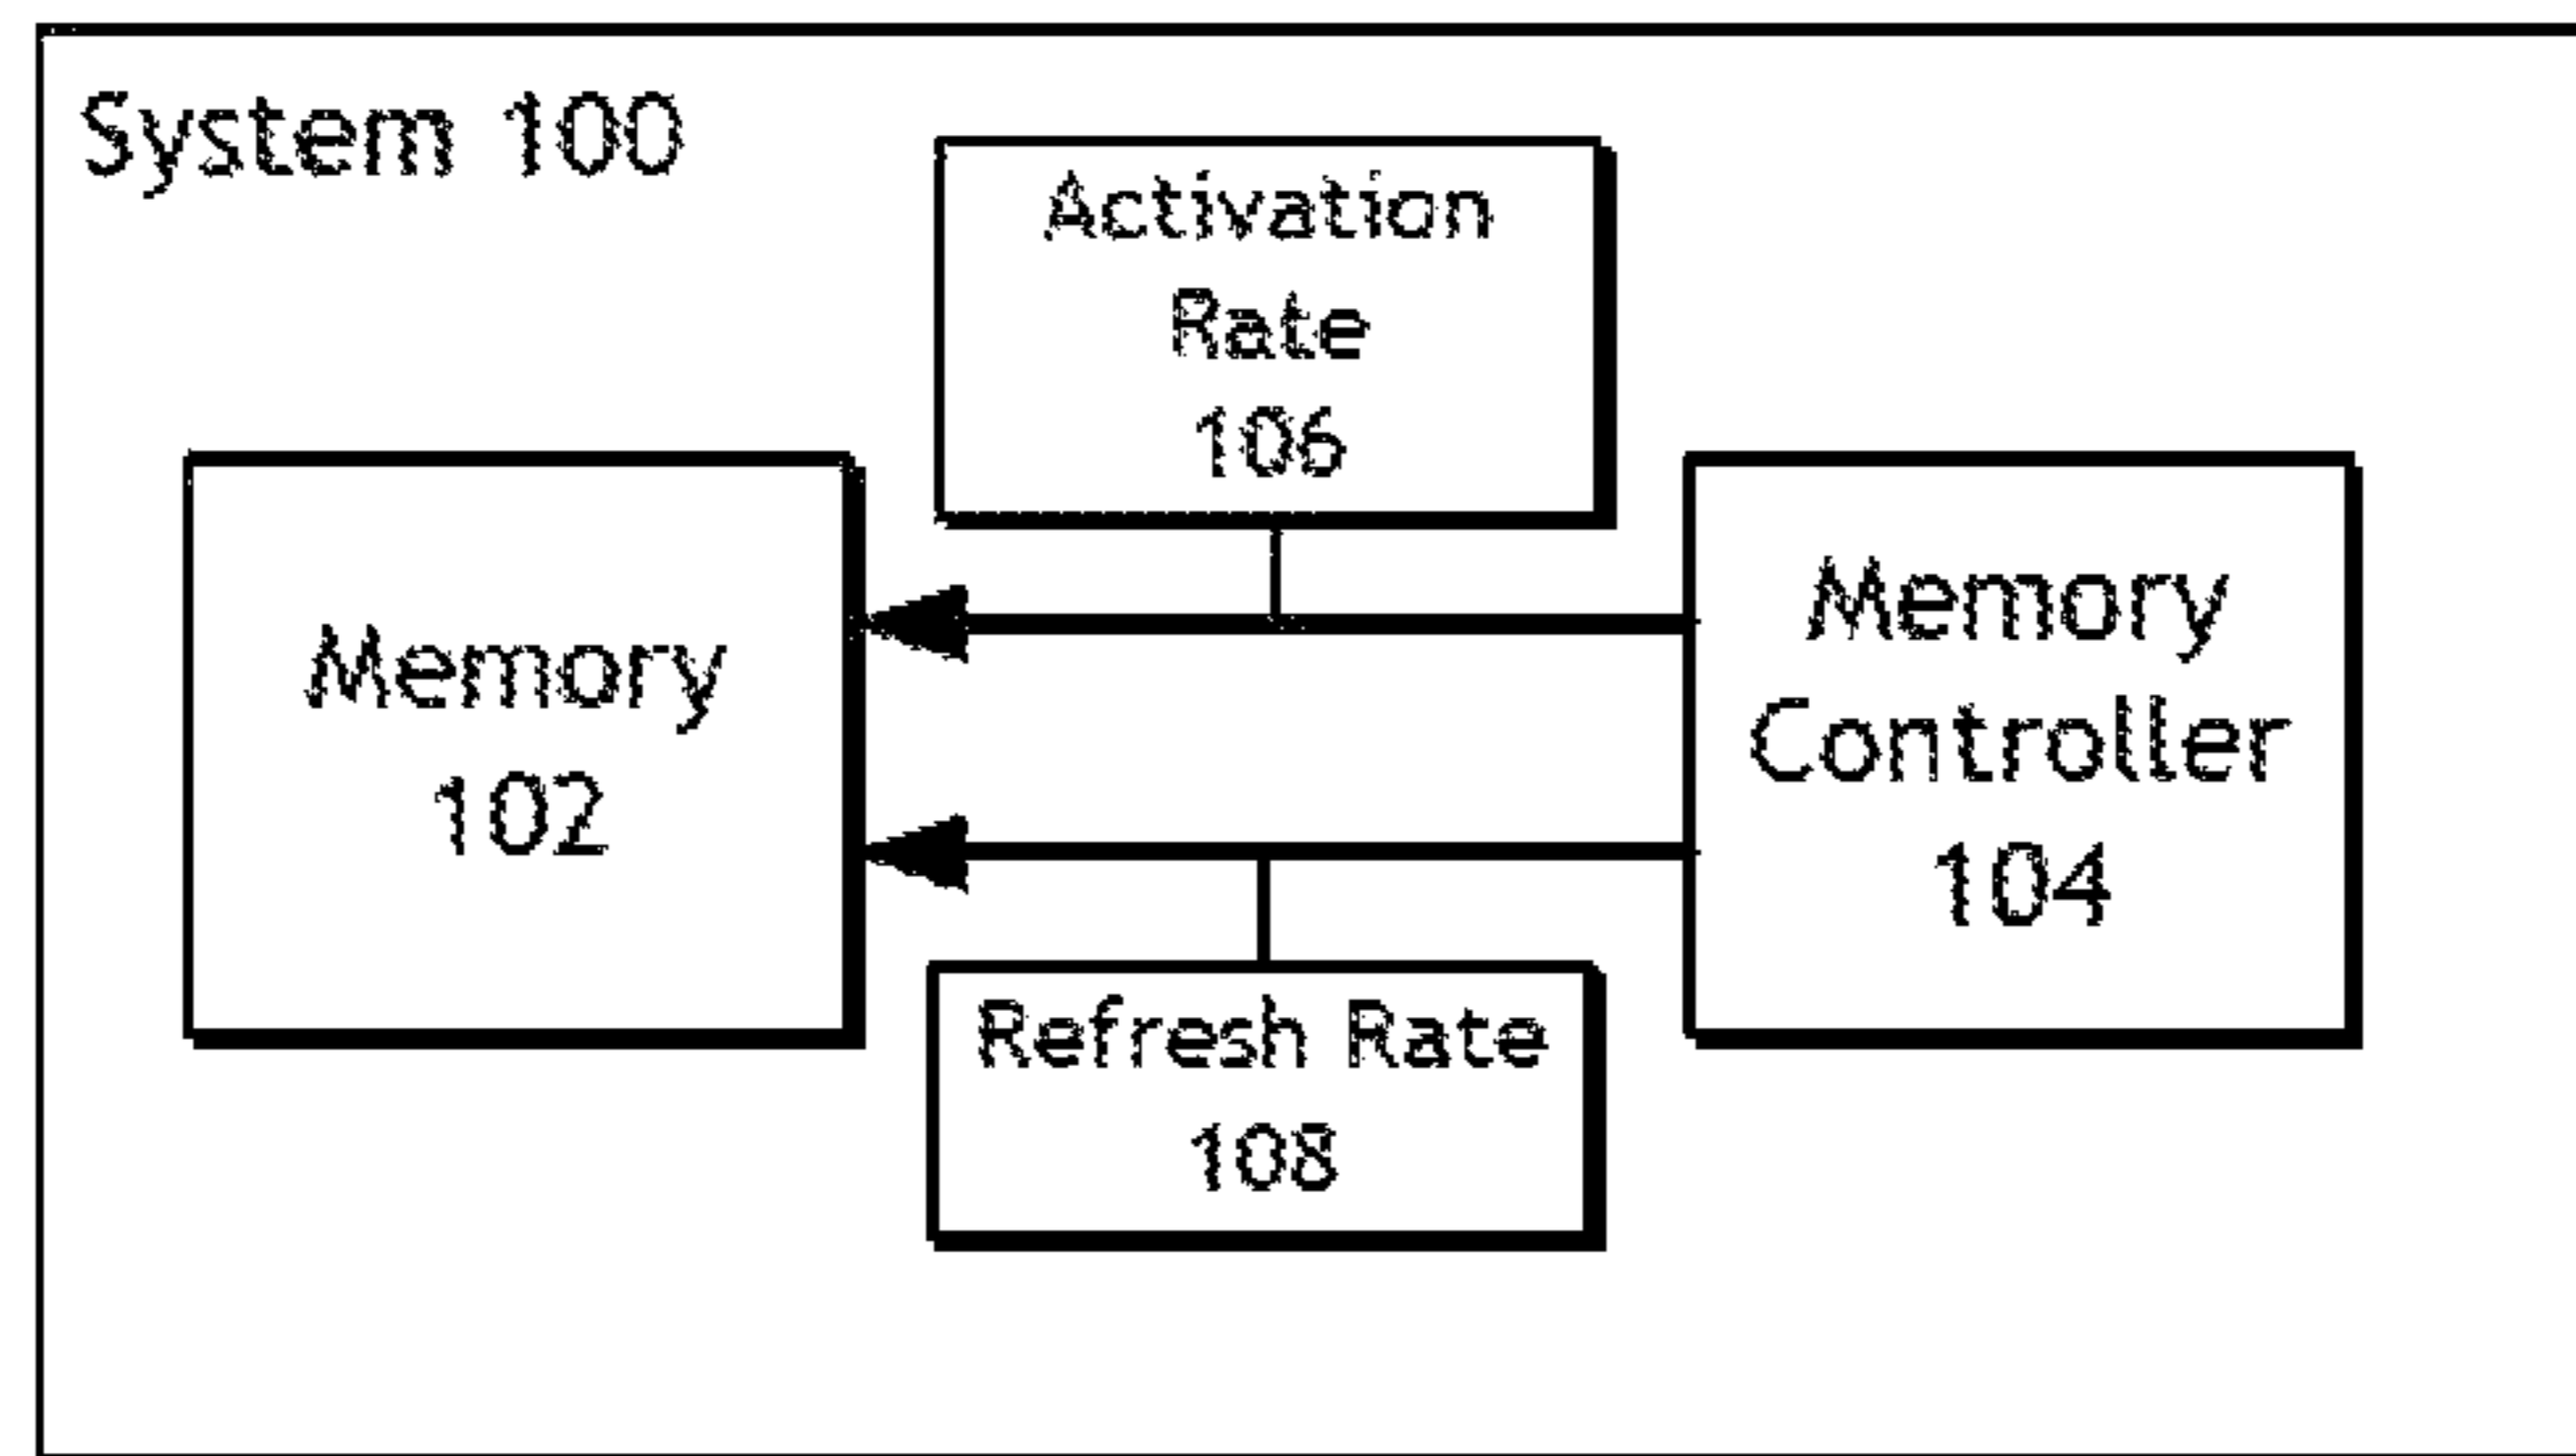 System 100
Activation
Rate
106
Memory
102
Memory
Controller
104
Refresh Rate
108